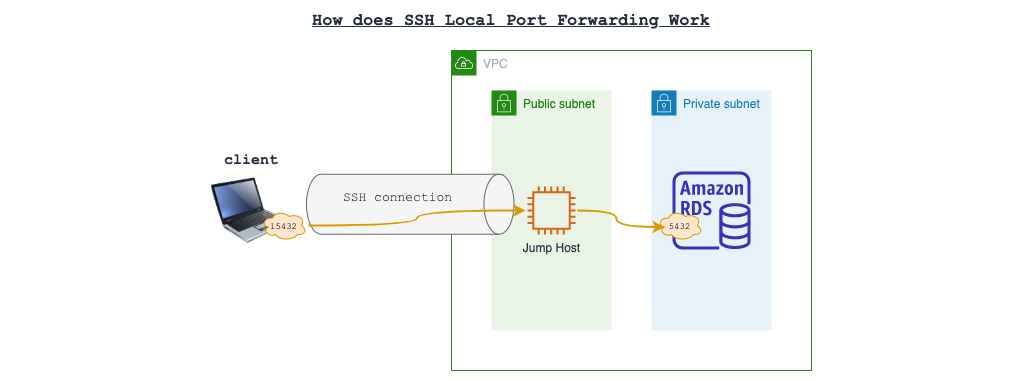 How does SSH Local Port Forwarding Work
VPC
Public subnet
Private subnet
client
SSH connection
Amazon
RDS
15432
5432
Jump Host